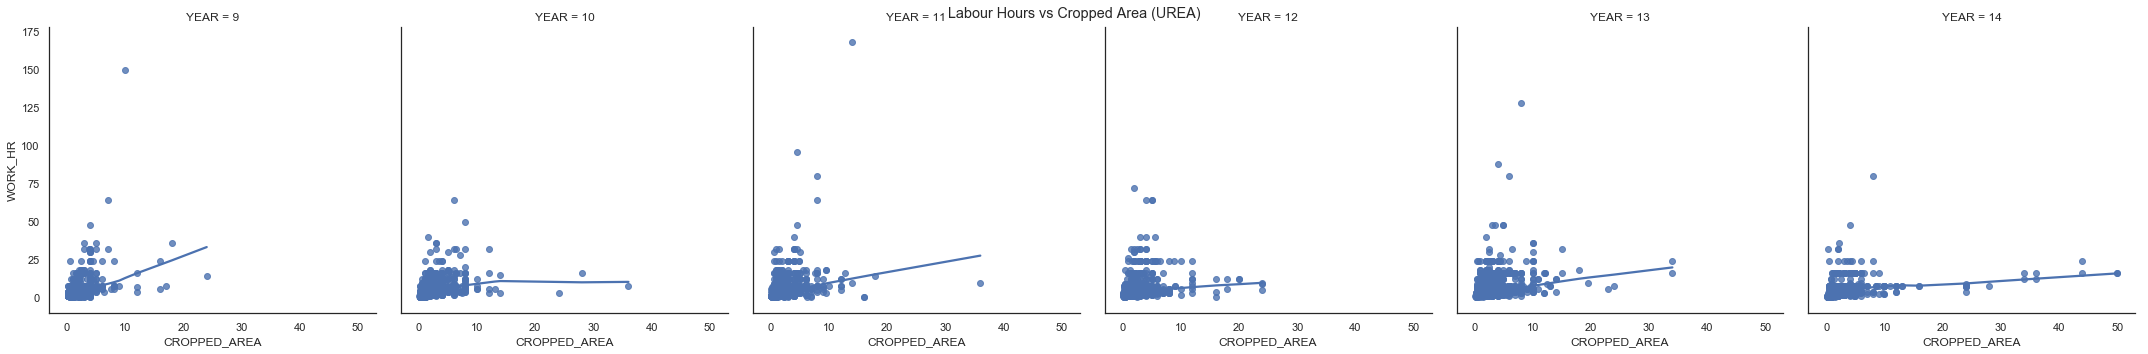 Labour Hours vs Cropped Area (UREA)
YEAR = 9
YEAR = 10
YEAR = 11
YEAR = 12
YEAR = 13
YEAR = 14
WORK_HR
175
150
125
100
75
50
25
0
0 10 20 30 40 50
0 10 20 30 40 50
0 10 20 30 40 50
0 10 20 30 40 50
0 10 20 30 40 50
0 10 20 30 40 50
CROPPED_AREA
CROPPED_AREA
CROPPED_AREA
CROPPED_AREA
CROPPED_AREA
CROPPED_AREA